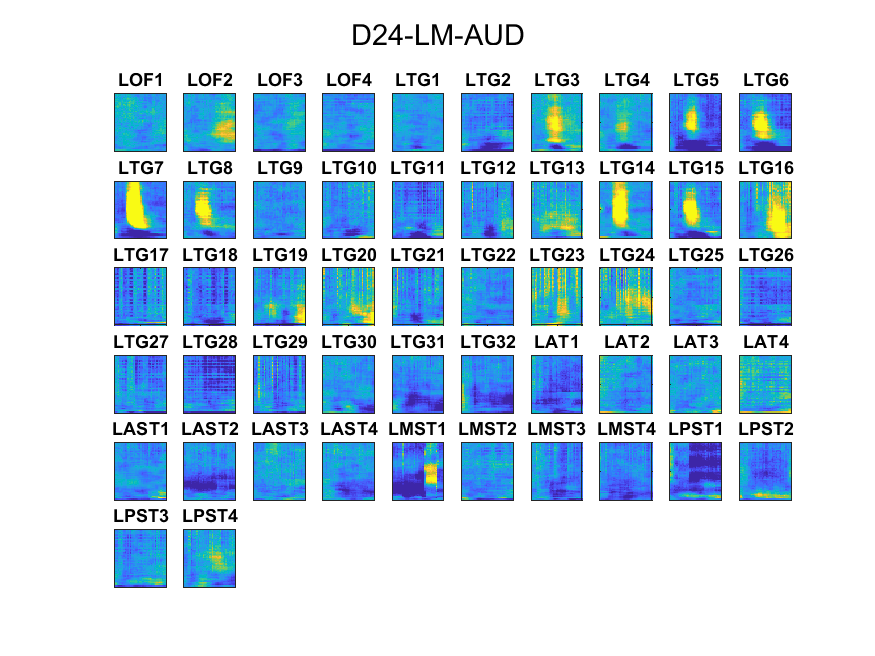 D24-LM-AUD
LOF1 LOF2 LOF3 LOF4 LTG1 LTG2 LTG3 LTG4 LTG5 LTG6
LTG7 LTG8 LTG9 LTG10 LTG11 LTG12 LTG13 LTG14 LTG15 LTG16
LTG17 LTG18 LTG19 LTG20 LTG21 LTG22 LTG23 LTG24 LTG25 LTG26
LTG27 LTG28 LTG29 LTG30 LTG31 LTG32 LAT1 LAT2 LAT3 LAT4
LAST1 LAST2 LAST3 LAST4 LMST1 LMST2 LMST3 LMST4 LPST1 LPST2
LPST3 LPST4